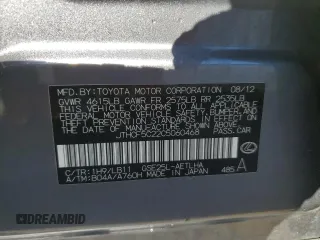 MFD. BY: TOYOTA MOTOR CORPORATION 08/12
GVWR 4615LB GAWR FR 2575LB RR 2535LB
THIS VEHICLE CONFORMS TO ALL APPLICABLE
FEDERAL MOTOR VEHICLE SAFETY, BUMPER, AND
THEFT PREVENTION STANDARDS IN EFFECT ON
THE DATE OF MANUFACTURE SHOWN ABOVE.
PASS. CAR
C/TR: 1H9/LB11 GSE25L-AETLHA
A/TM: B04A/A760H MADE IN JAPAN 485 A